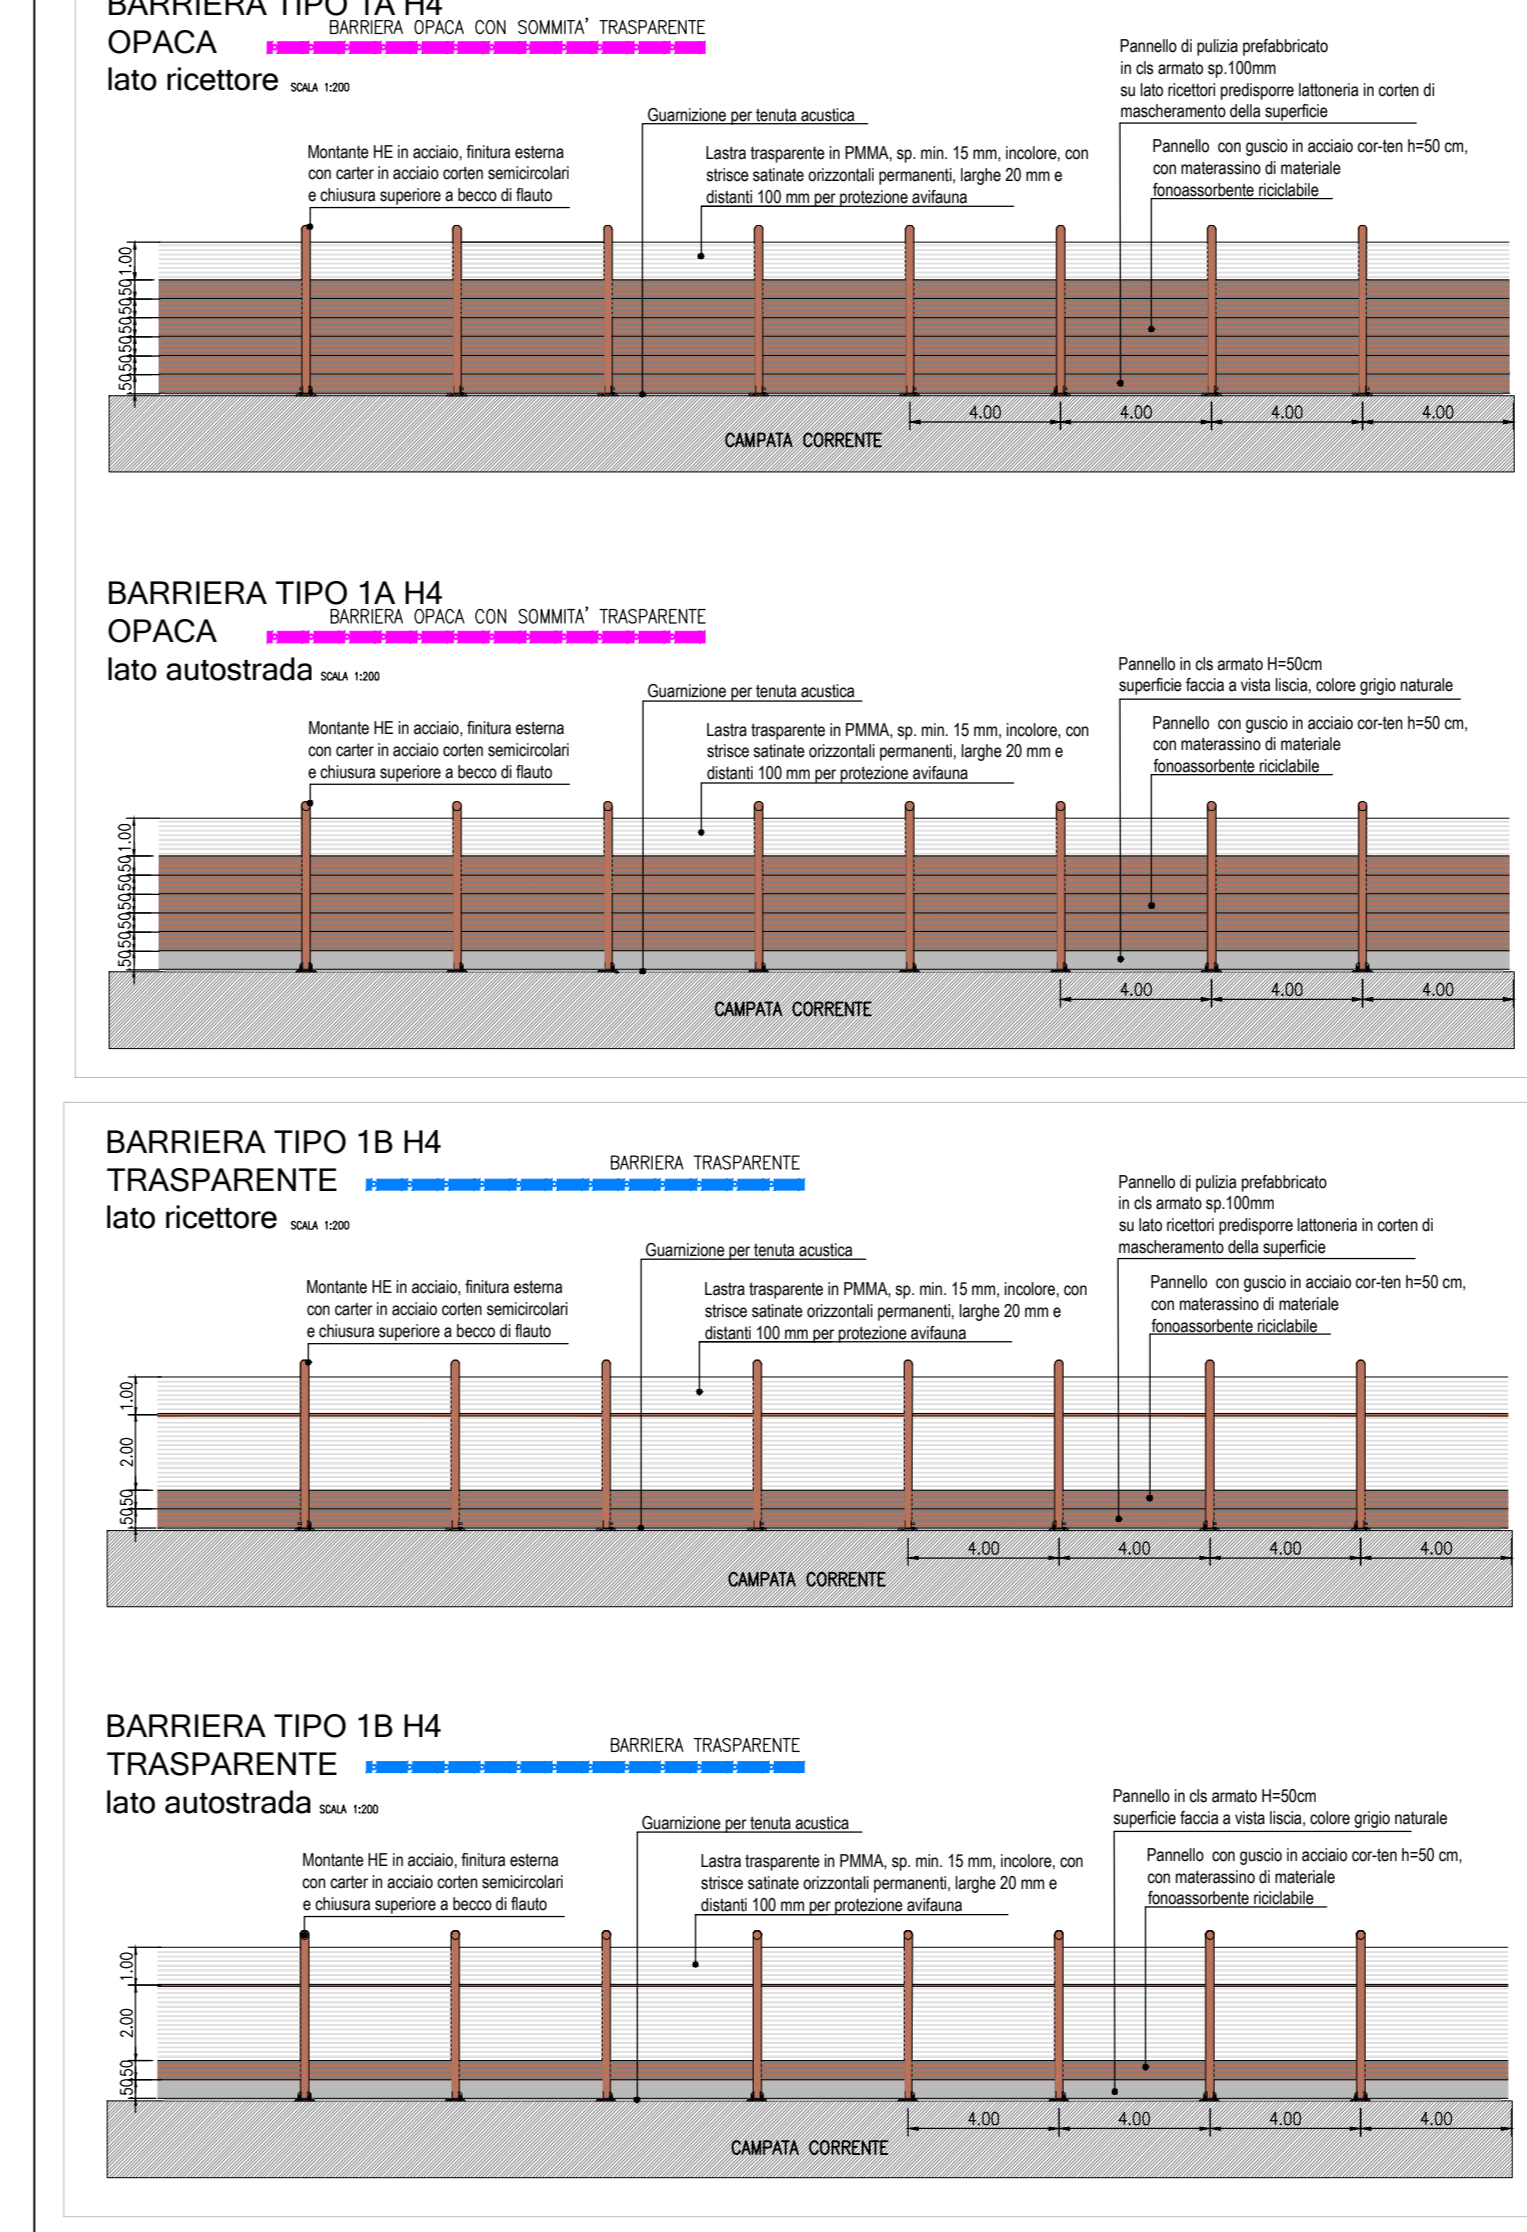 BARRIERA TIPO 1A H4
BARRIERA OPACA CON SOMMITA' TRASPARENTE
OPACA
lato ricettore SCALA 1:200
Pannello di pulizia prefabbricato
in cls armato sp.100mm
su lato ricettori predisporre lattoneria in corten di
mascheramento della superficie
Guarnizione per tenuta acustica
Montante HE in acciaio, finitura esterna
con carter in acciaio corten semicircolari
e chiusura superiore a becco di flauto
Lastra trasparente in PMMA, sp. min. 15 mm, incolore, con
strisce satinate orizzontali permanenti, larghe 20 mm e
distanti 100 mm per protezione avifauna
Pannello con guscio in acciaio cor-ten h=50 cm,
con materassino di materiale
fonoassorbente riciclabile
1.00
.50
.50
.50
.50
.50
.50
4.00 4.00 4.00 4.00
CAMPATA CORRENTE
BARRIERA TIPO 1A H4
BARRIERA OPACA CON SOMMITA' TRASPARENTE
OPACA
lato autostrada SCALA 1:200
Pannello in cls armato H=50cm
superficie faccia a vista liscia, colore grigio naturale
Guarnizione per tenuta acustica
Montante HE in acciaio, finitura esterna
con carter in acciaio corten semicircolari
e chiusura superiore a becco di flauto
Lastra trasparente in PMMA, sp. min. 15 mm, incolore, con
strisce satinate orizzontali permanenti, larghe 20 mm e
distanti 100 mm per protezione avifauna
Pannello con guscio in acciaio cor-ten h=50 cm,
con materassino di materiale
fonoassorbente riciclabile
1.00
.50
.50
.50
.50
.50
.50
4.00 4.00 4.00
CAMPATA CORRENTE
BARRIERA TIPO 1B H4
BARRIERA TRASPARENTE
TRASPARENTE
lato ricettore SCALA 1:200
Pannello di pulizia prefabbricato
in cls armato sp.100mm
su lato ricettori predisporre lattoneria in corten di
mascheramento della superficie
Guarnizione per tenuta acustica
Montante HE in acciaio, finitura esterna
con carter in acciaio corten semicircolari
e chiusura superiore a becco di flauto
Lastra trasparente in PMMA, sp. min. 15 mm, incolore, con
strisce satinate orizzontali permanenti, larghe 20 mm e
distanti 100 mm per protezione avifauna
Pannello con guscio in acciaio cor-ten h=50 cm,
con materassino di materiale
fonoassorbente riciclabile
1.00
2.00
.50
.50
4.00 4.00 4.00 4.00
CAMPATA CORRENTE
BARRIERA TIPO 1B H4
BARRIERA TRASPARENTE
TRASPARENTE
lato autostrada SCALA 1:200
Pannello in cls armato H=50cm
superficie faccia a vista liscia, colore grigio naturale
Guarnizione per tenuta acustica
Montante HE in acciaio, finitura esterna
con carter in acciaio corten semicircolari
e chiusura superiore a becco di flauto
Lastra trasparente in PMMA, sp. min. 15 mm, incolore, con
strisce satinate orizzontali permanenti, larghe 20 mm e
distanti 100 mm per protezione avifauna
Pannello con guscio in acciaio cor-ten h=50 cm,
con materassino di materiale
fonoassorbente riciclabile
1.00
2.00
.50
.50
4.00 4.00 4.00 4.00
CAMPATA CORRENTE